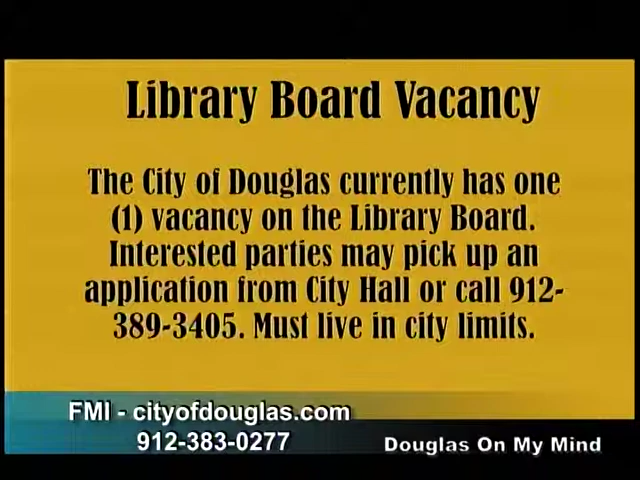 Library Board Vacancy
The City of Douglas currently has one
(1) vacancy on the Library Board.
Interested parties may pick up an
application from City Hall or call 912-
389-3405. Must live in city limits.
FMI - cityofdouglas.com
912-383-0277
Douglas On My Mind